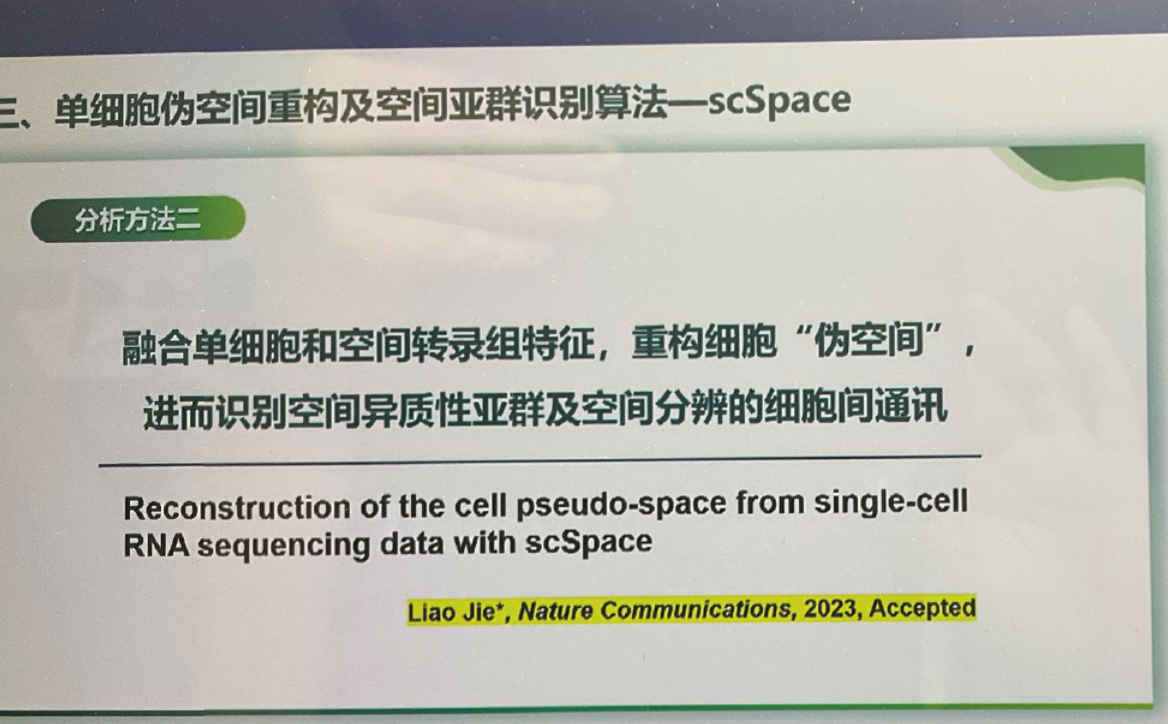 三、单细胞伪空间重构及空间亚群识别算法—scSpace
分析方法二
融合单细胞和空间转录组特征，重构细胞“伪空间”，
进而识别空间异质性亚群及空间分辨的细胞间通讯
Reconstruction of the cell pseudo-space from single-cell
RNA sequencing data with scSpace
Liao Jie*, Nature Communications, 2023, Accepted